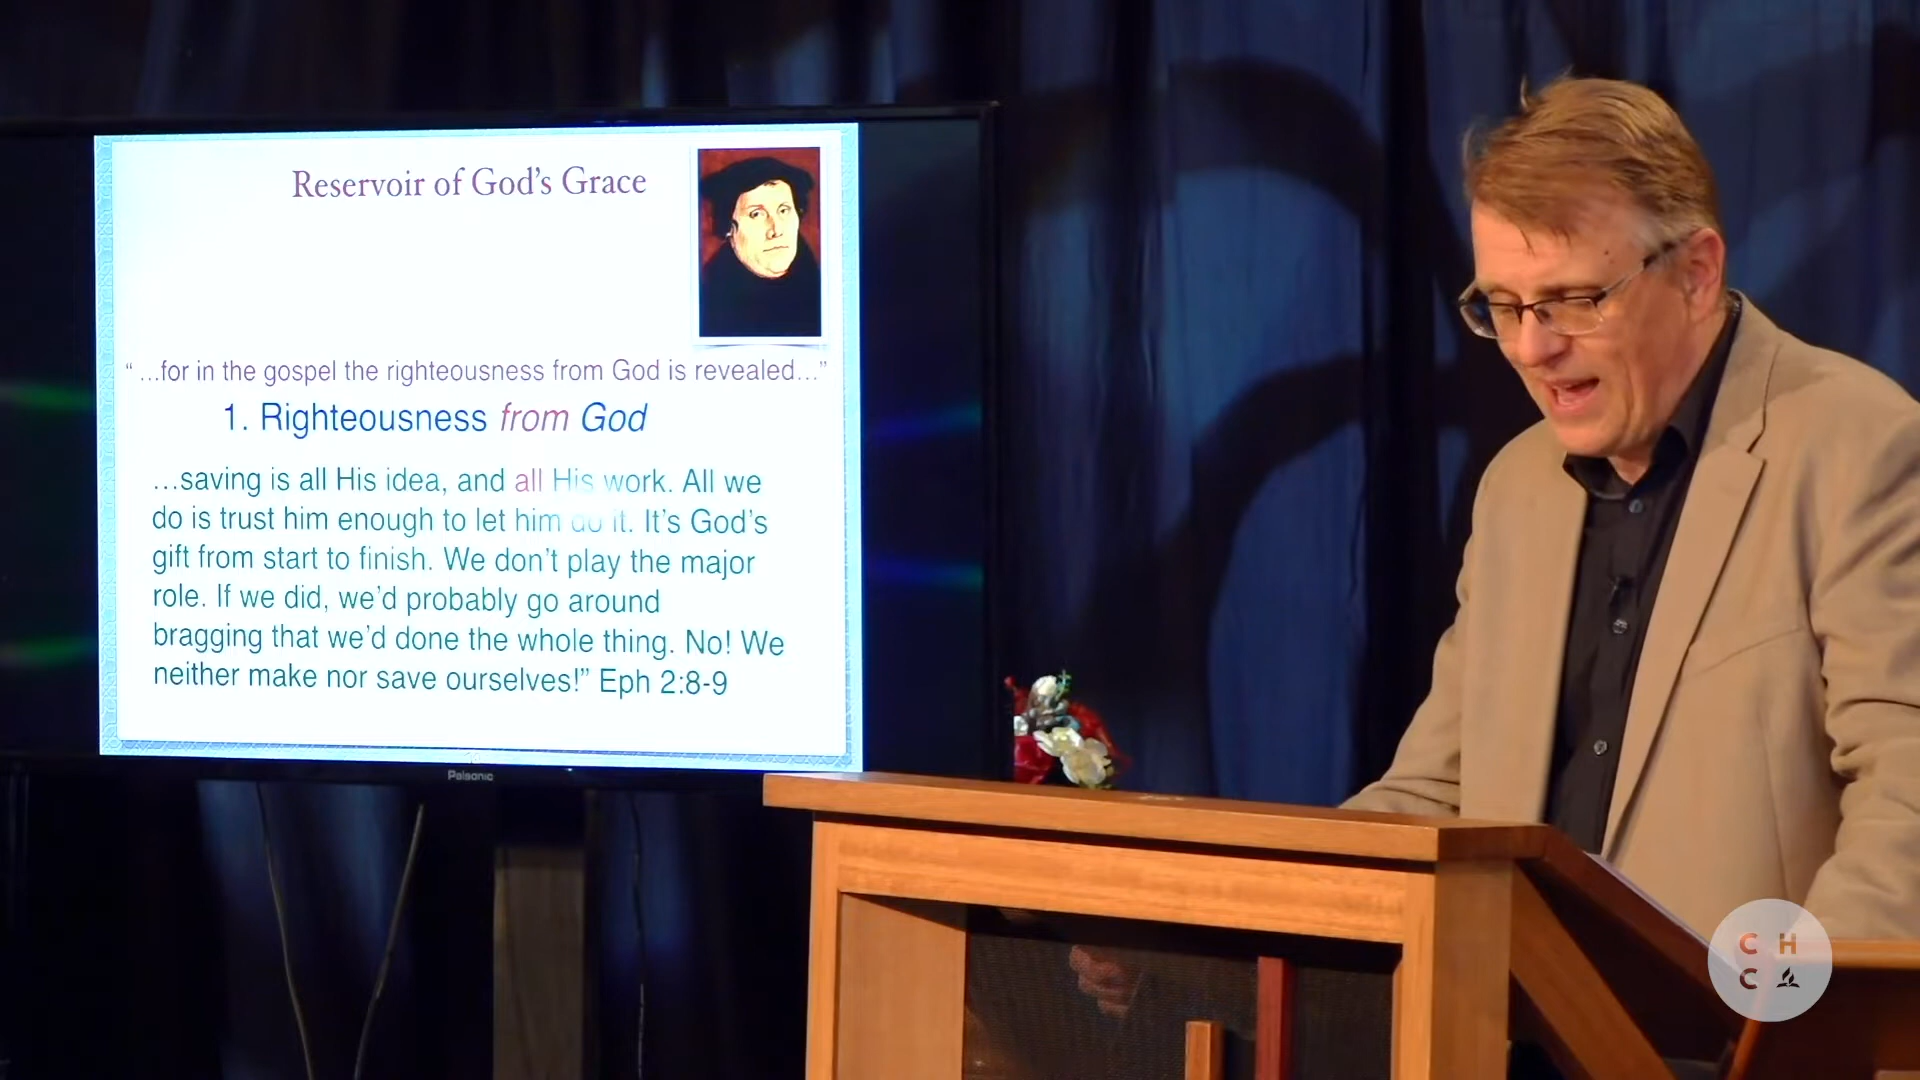 Reservoir of God's Grace
“ ...for in the gospel the righteousness from God is revealed...”
1. Righteousness from God
...saving is all His idea, and all His work. All we
do is trust him enough to let him do it. It's God's
gift from start to finish. We don't play the major
role. If we did, we'd probably go around
bragging that we'd done the whole thing. No! We
neither make nor save ourselves!” Eph 2:8-9
Palsonic
C H
C